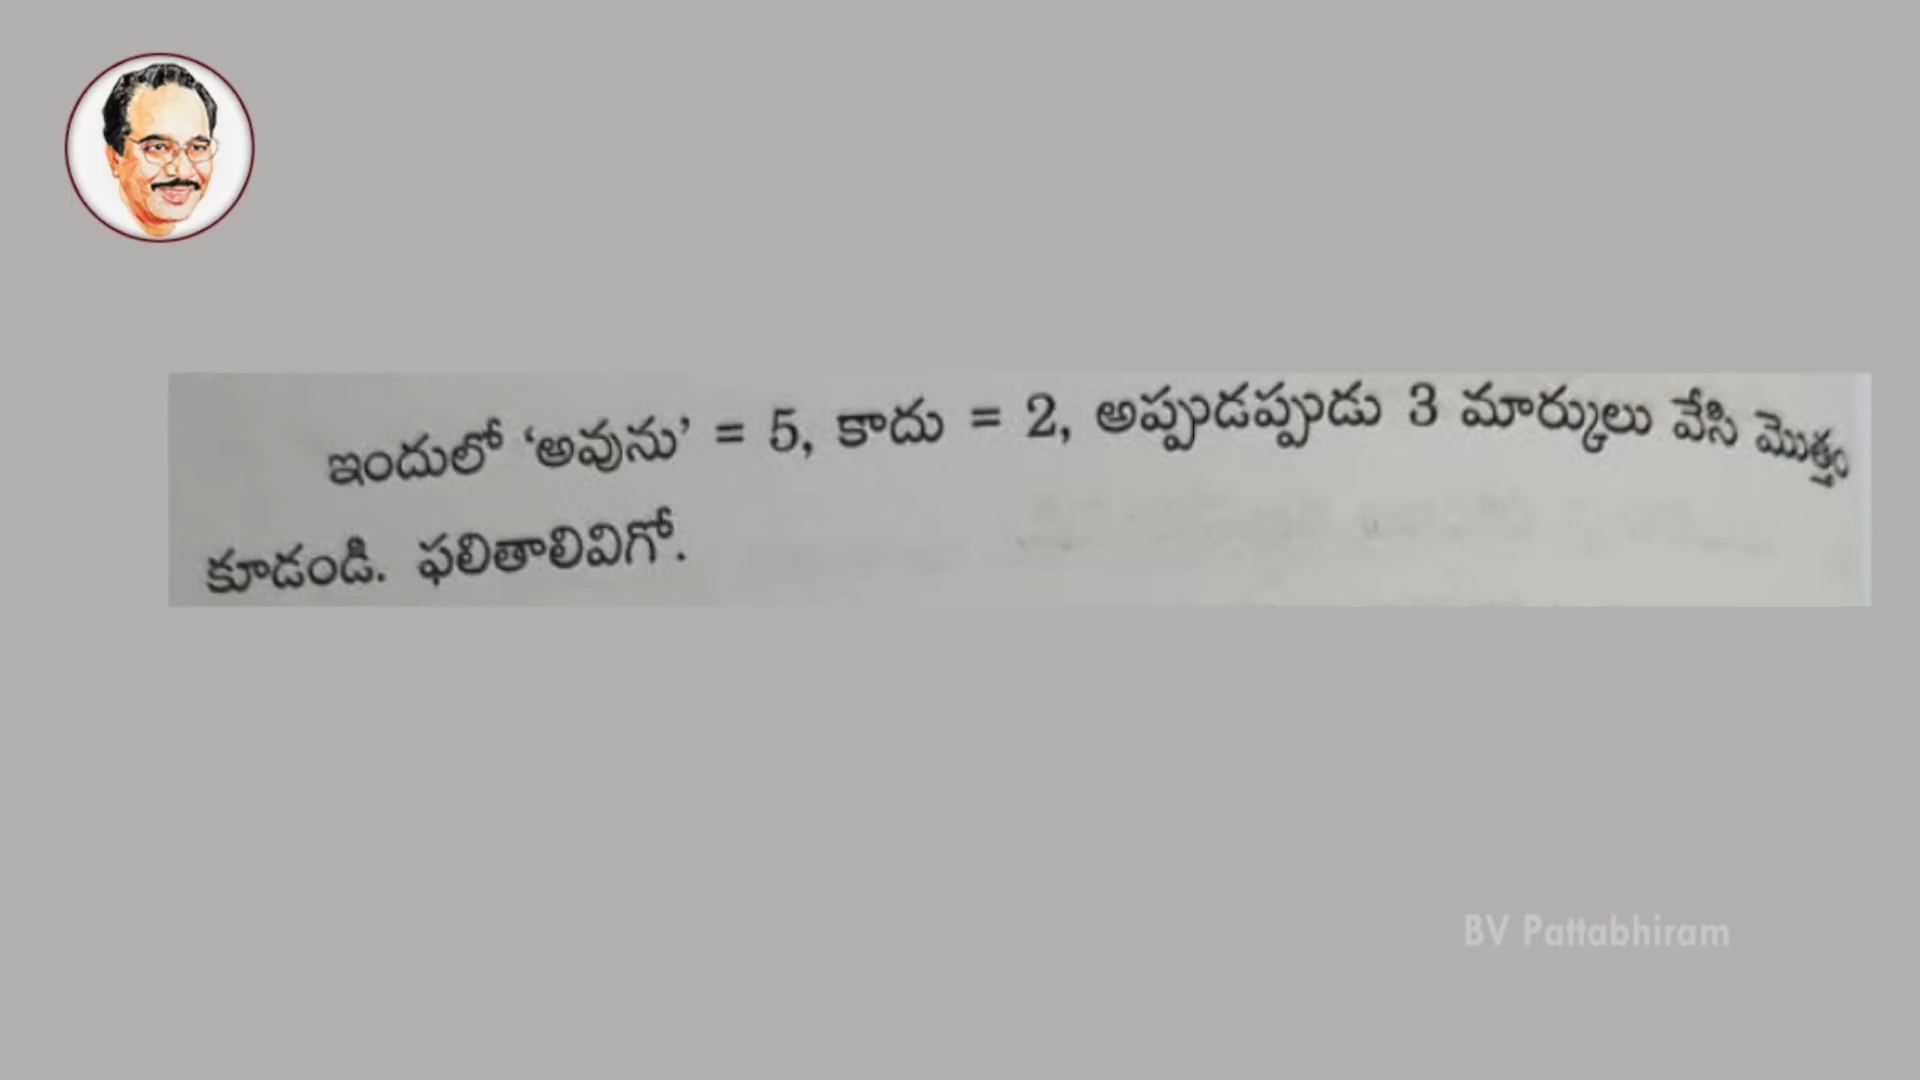 ఇందులో ‘అవును’ = 5, కాదు = 2, అప్పుడప్పుడు 3 మార్కులు వేసి మొత్తం
కూడండి. ఫలితాలివిగో.
BV Pattabhiram